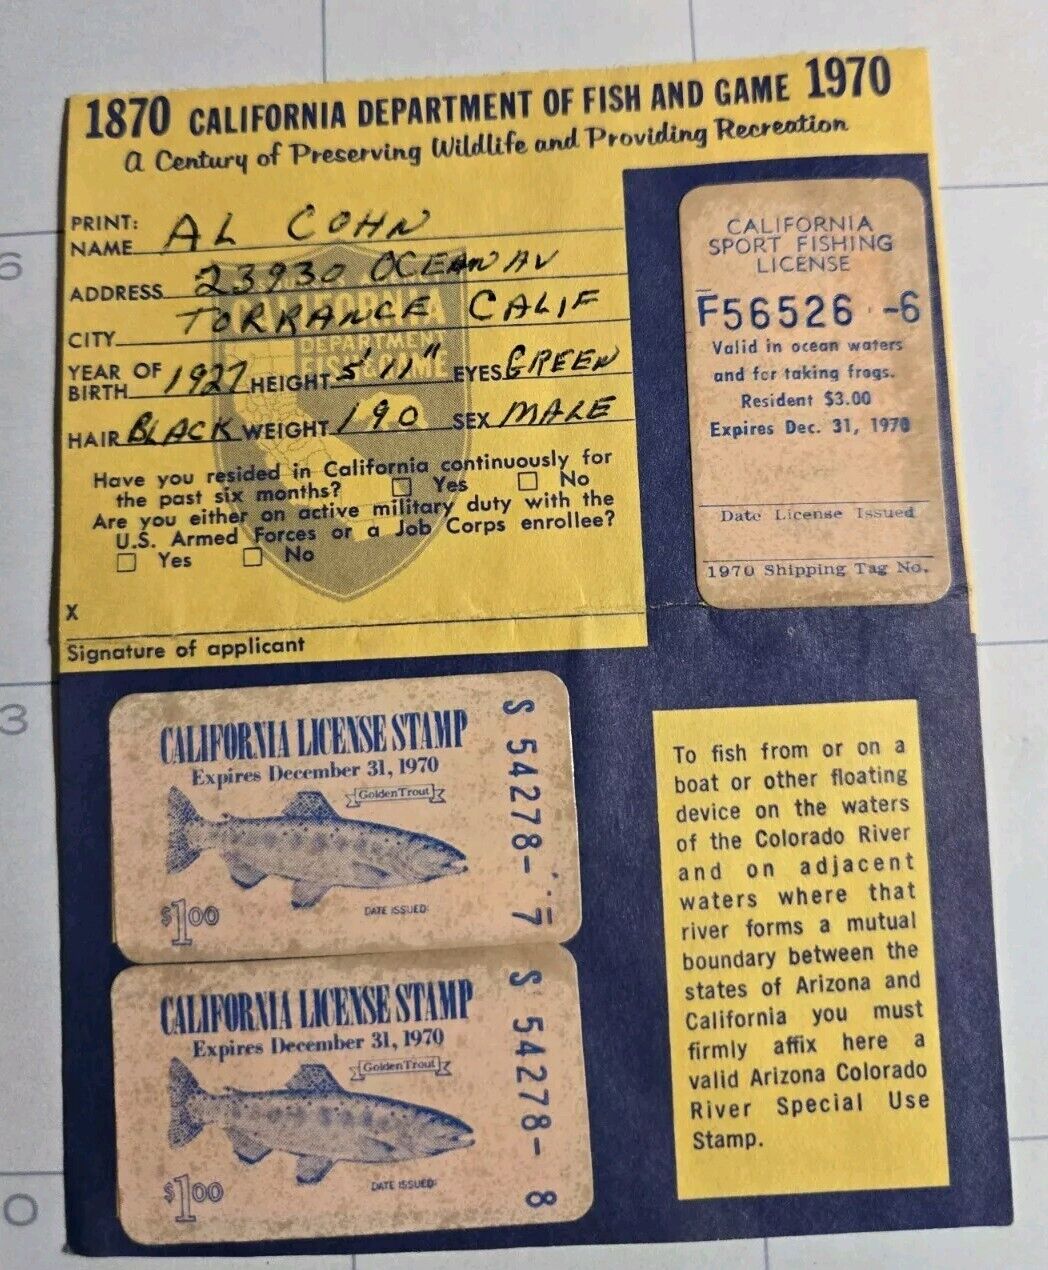 1870 CALIFORNIA DEPARTMENT OF FISH AND GAME 1970
A Century of Preserving Wildlife and Providing Recreation
PRINT:
NAME AL COHN
ADDRESS 23930 OCEAN AV
CITY TORRANCE CALIF
YEAR OF
BIRTH 1927 HEIGHT 5' 11" EYES GREEN
HAIR BLACK WEIGHT 190 SEX MALE
Have you resided in California continuously for
the past six months? Yes No
Are you either on active military duty with the
U.S. Armed Forces or a Job Corps enrollee?
Yes No
X
Signature of applicant
CALIFORNIA
DEPARTMENT
FISH & GAME
CALIFORNIA
SPORT FISHING
LICENSE
F56526 -6
Valid in ocean waters
and for taking frogs.
Resident $3.00
Expires Dec. 31, 1970
Date License Issued
1970 Shipping Tag No.
CALIFORNIA LICENSE STAMP
Expires December 31, 1970
Golden Trout
$1.00
DATE ISSUED:
S 54278- 7
CALIFORNIA LICENSE STAMP
Expires December 31, 1970
Golden Trout
$1.00
DATE ISSUED:
S 54278- 8
To fish from or on a
boat or other floating
device on the waters
of the Colorado River
and on adjacent
waters where that
river forms a mutual
boundary between the
states of Arizona and
California you must
firmly affix here a
valid Arizona Colorado
River Special Use
Stamp.
6
3
0